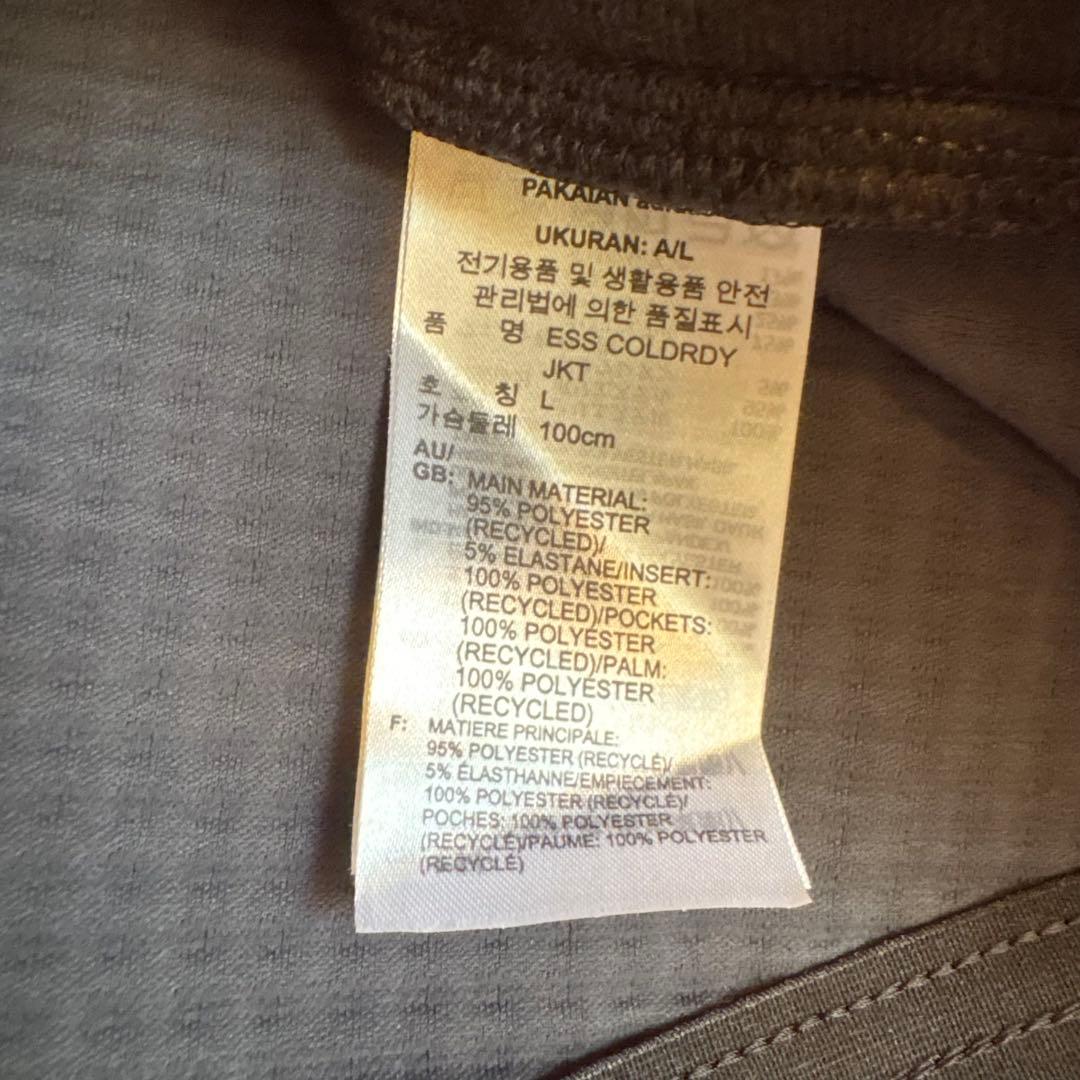 PAKAIAN
UKURAN: A/L
전기용품 및 생활용품 안전
관리법에 의한 품질표시
품 명 ESS COLDRDY
JKT
호 칭 L
가슴둘레 100cm
AU/
GB: MAIN MATERIAL:
95% POLYESTER
(RECYCLED)/
5% ELASTANE/INSERT:
100% POLYESTER
(RECYCLED)/POCKETS:
100% POLYESTER
(RECYCLED)/PALM:
100% POLYESTER
(RECYCLED)
F: MATIERE PRINCIPALE:
95% POLYESTER (RECYCLÉ)/
5% ÉLASTHANNE/EMPIECEMENT:
100% POLYESTER (RECYCLÉ)/
POCHES: 100% POLYESTER
(RECYCLÉ)/PAUME: 100% POLYESTER
(RECYCLÉ)